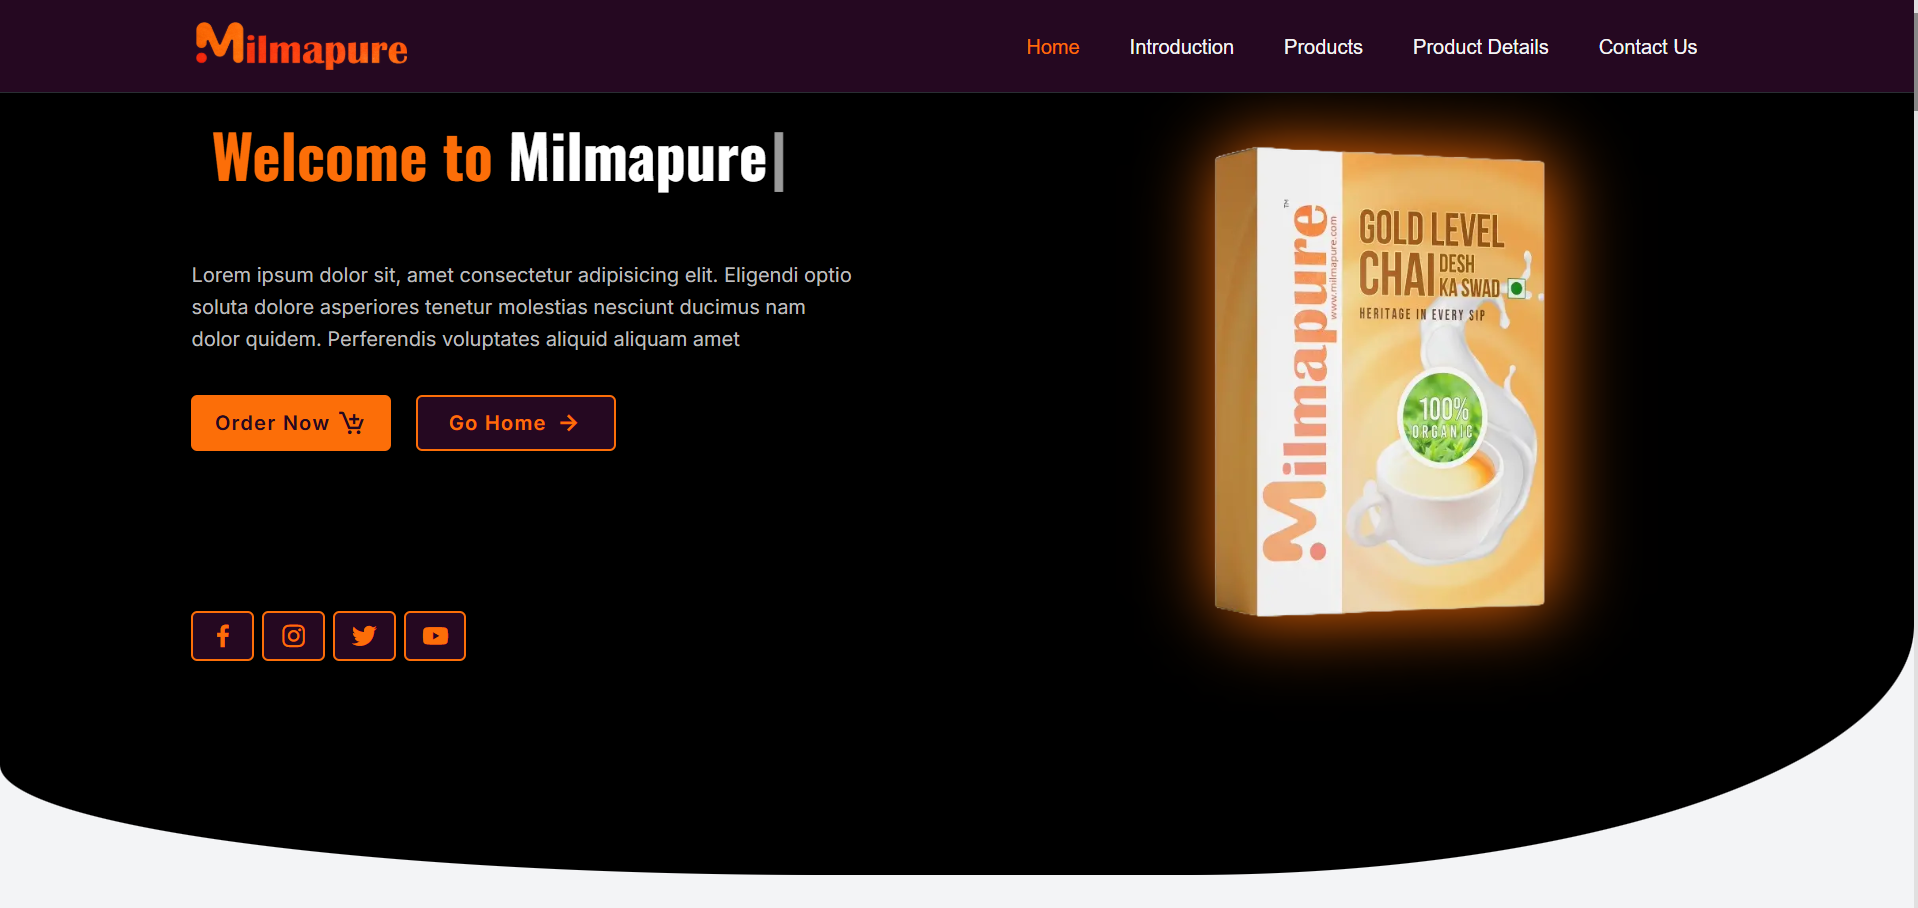 Milmapure
Home
Introduction
Products
Product Details
Contact Us
Welcome to Milmapure
Lorem ipsum dolor sit, amet consectetur adipisicing elit. Eligendi optio
soluta dolore asperiores tenetur molestias nesciunt ducimus nam
dolor quidem. Perferendis voluptates aliquid aliquam amet
Order Now
Go Home
Milmapure
TM
www.milmapure.com
GOLD LEVEL
CHAI DESH
KA SWAD
HERITAGE IN EVERY SIP
100%
ORGANIC